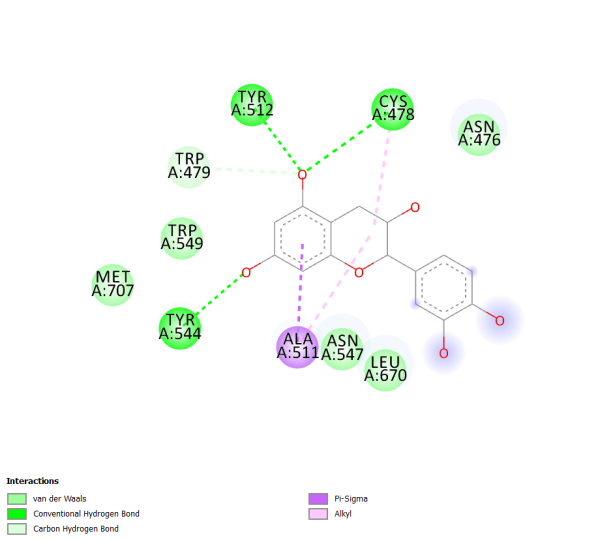 TYR
A:512
CYS
A:478
ASN
A:476
TRP
A:479
O
O
TRP
A:549
MET
A:707
O
O
TYR
A:544
O
ALA
A:511
ASN
A:547
O
LEU
A:670
Interactions
van der Waals
Conventional Hydrogen Bond
Carbon Hydrogen Bond
Pi-Sigma
Alkyl